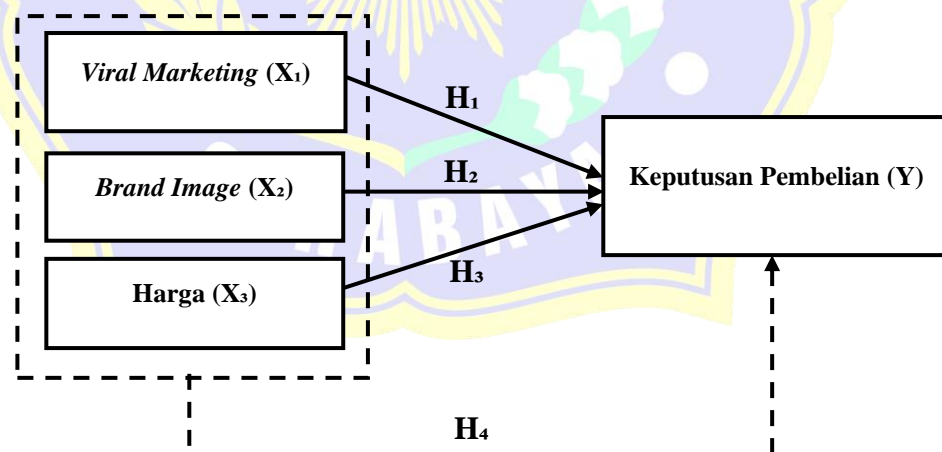 Viral Marketing (X₁)
H₁
Brand Image (X₂)
H₂
Keputusan Pembelian (Y)
Harga (X₃)
H₃
H₄